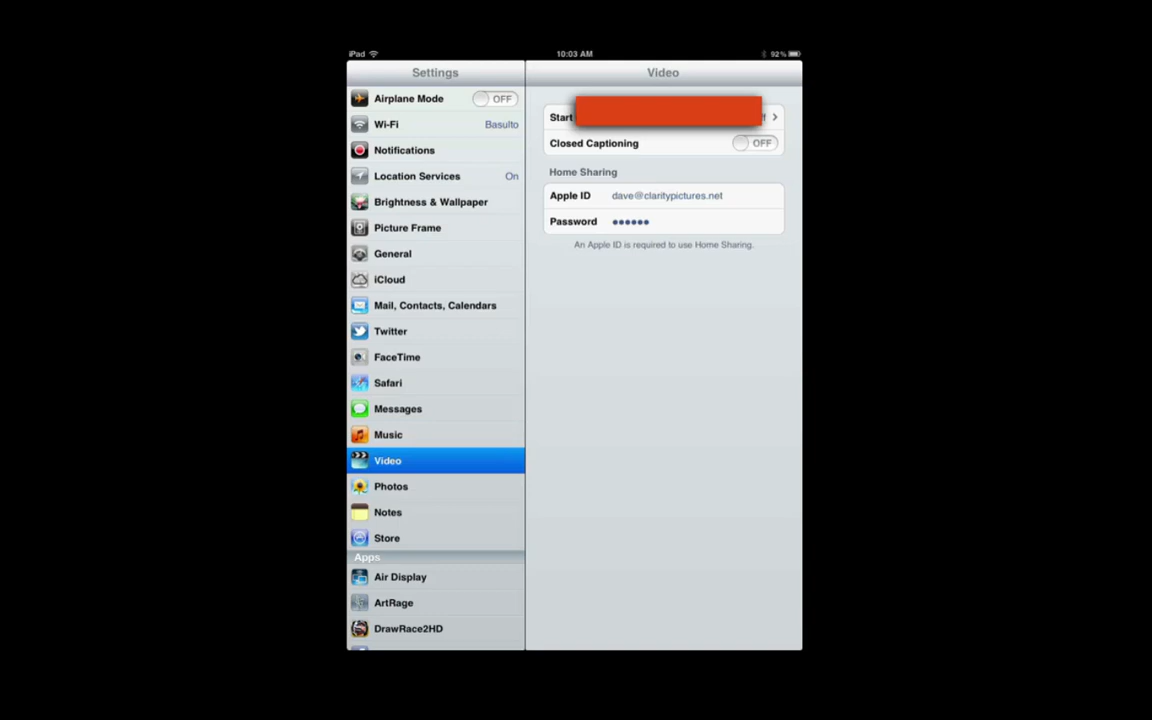 iPad 10:03 AM 92%
Settings
Airplane Mode OFF
Wi-Fi Basulto
Notifications
Location Services On
Brightness & Wallpaper
Picture Frame
General
iCloud
Mail, Contacts, Calendars
Twitter
FaceTime
Safari
Messages
Music
Video
Photos
Notes
Store
Apps
Air Display
ArtRage
DrawRace2HD
Video
Start
Closed Captioning OFF
Home Sharing
Apple ID dave@claritypictures.net
Password ••••••
An Apple ID is required to use Home Sharing.